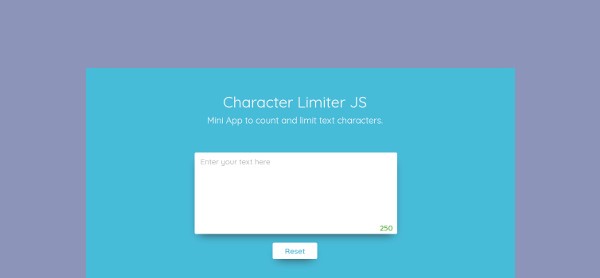 Character Limiter JS
Mini App to count and limit text characters.
Enter your text here
250
Reset